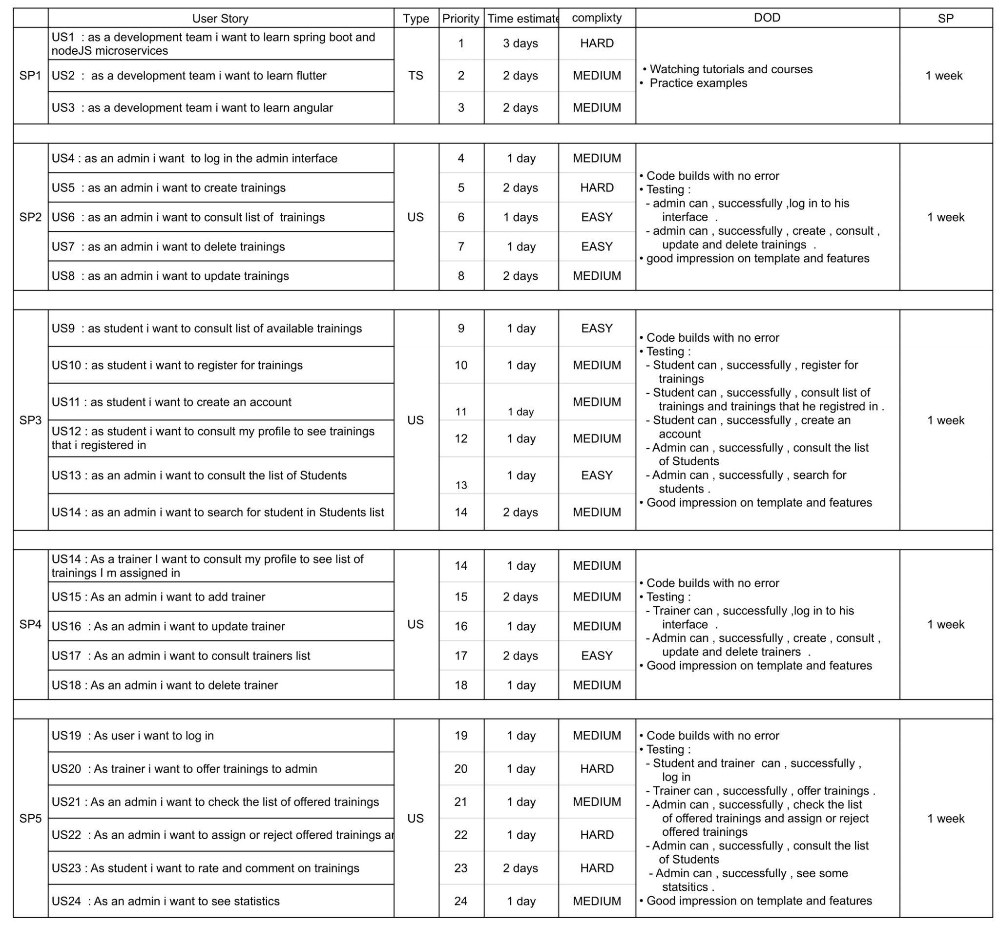 User Story Type Priority Time estimate complixty DOD SP
SP1
US1  : as a development team i want to learn spring boot and
nodeJS microservices
1 3 days HARD
US2  :  as a development team i want to learn flutter
TS
2 2 days MEDIUM
US3  : as a development team i want to learn angular
3 2 days MEDIUM
• Watching tutorials and courses
•  Practice examples
1 week
SP2
US4 : as an admin i want  to log in the admin interface
4 1 day MEDIUM
US5  : as an admin i want to create trainings
5 2 days HARD
US6  : as an admin i want to consult list of  trainings
US
6 1 days EASY
US7  : as an admin i want to delete trainings
7 1 day EASY
US8  : as an admin i want to update trainings
8 2 days MEDIUM
• Code builds with no error
• Testing :
- admin can , successfully ,log in to his
interface  .
- admin can , successfully , create , consult ,
update and delete trainings  .
• good impression on template and features
1 week
SP3
US9  : as student i want to consult list of available trainings
9 1 day EASY
US10 : as student i want to register for trainings
10 1 day MEDIUM
US11 : as student i want to create an account
11 1 day MEDIUM
US
US12 : as student i want to consult my profile to see trainings
that i registered in
12 1 day MEDIUM
US13 : as an admin i want to consult the list of Students
13 1 day EASY
US14 : as an admin i want to search for student in Students list
14 2 days MEDIUM
• Code builds with no error
• Testing :
- Student can , successfully , register for
trainings
- Student can , successfully , consult list of
trainings and trainings that he registred in .
- Student can , successfully , create an
account
- Admin can , successfully , consult the list
of Students
- Admin can , successfully , search for
students .
• Good impression on template and features
1 week
SP4
US14 : As a trainer I want to consult my profile to see list of
trainings I m assigned in
14 1 day MEDIUM
US15 : As an admin i want to add trainer
15 2 days MEDIUM
US16  : As an admin i want to update trainer
US
16 1 day MEDIUM
US17  : As an admin i want to consult trainers list
17 2 days EASY
US18 : As an admin i want to delete trainer
18 1 day MEDIUM
• Code builds with no error
• Testing :
- Trainer can , successfully ,log in to his
interface  .
- Admin can , successfully , create , consult ,
update and delete trainers  .
• Good impression on template and features
1 week
SP5
US19  : As user i want to log in
19 1 day MEDIUM
US20  : As trainer i want to offer trainings to admin
20 1 day HARD
US21 : As an admin i want to check the list of offered trainings
21 1 day MEDIUM
US
US22  : As an admin i want to assign or reject offered trainings
22 1 day HARD
US23 : As student i want to rate and comment on trainings
23 2 days HARD
US24  : As an admin i want to see statistics
24 1 day MEDIUM
• Code builds with no error
• Testing :
- Student and trainer  can , successfully ,
log in
- Trainer can , successfully , offer trainings .
- Admin can , successfully , check the list
of offered trainings and assign or reject
offered trainings
- Admin can , successfully , consult the list
of Students
- Admin can , successfully , see some
statsitics .
• Good impression on template and features
1 week